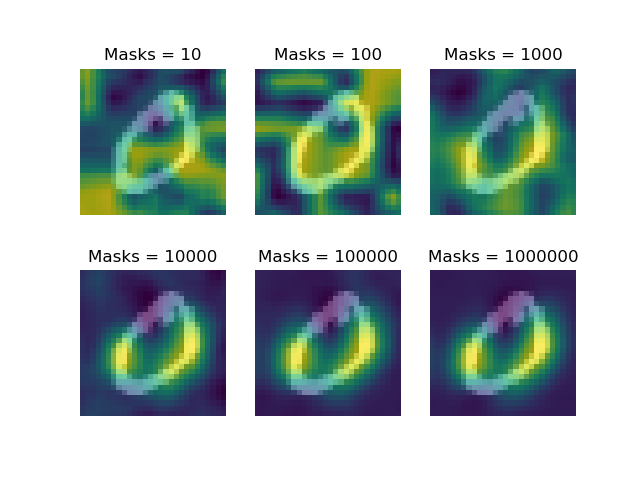 Masks = 10
Masks = 100
Masks = 1000
Masks = 10000
Masks = 100000
Masks = 1000000